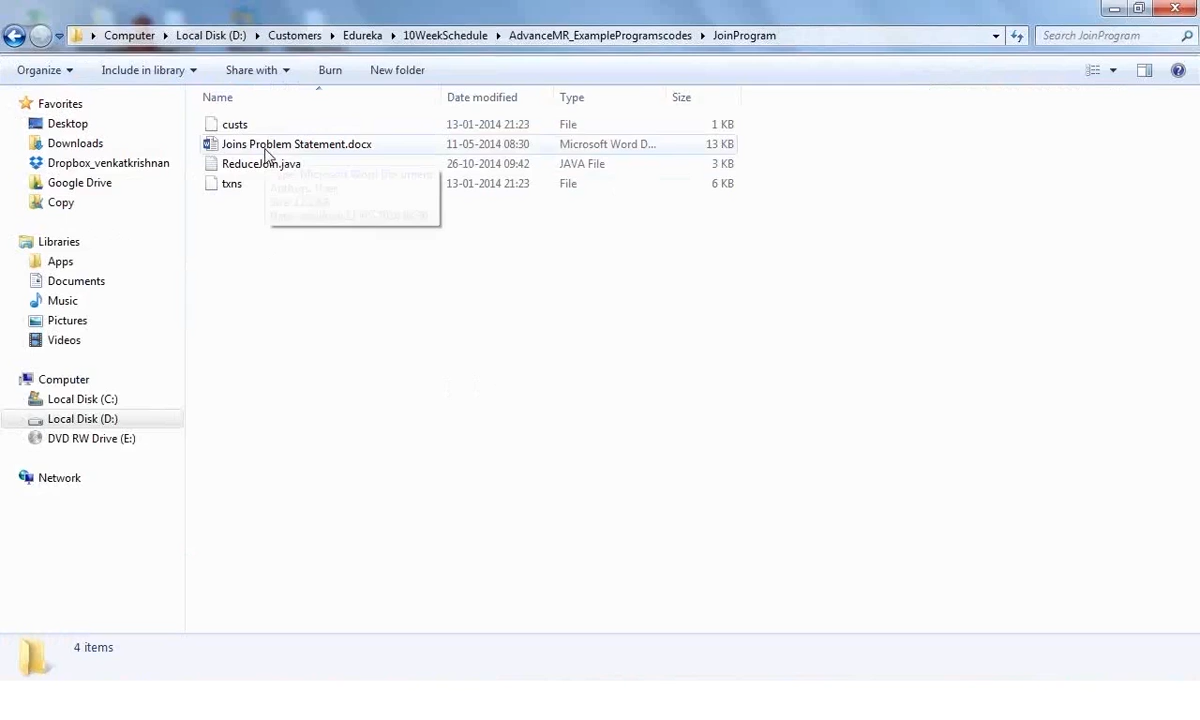 Computer Local Disk (D:) Customers Edureka 10WeekSchedule AdvanceMR_ExampleProgramscodes JoinProgram Search JoinProgram
Organize Include in library Share with Burn New folder
Favorites
Desktop
Downloads
Dropbox_venkatkrishnan
Google Drive
Copy
Libraries
Apps
Documents
Music
Pictures
Videos
Computer
Local Disk (C:)
Local Disk (D:)
DVD RW Drive (E:)
Network
Name Date modified Type Size
custs 13-01-2014 21:23 File 1 KB
Joins Problem Statement.docx 11-05-2014 08:30 Microsoft Word D... 13 KB
ReduceJoin.java 26-10-2014 09:42 JAVA File 3 KB
txns 13-01-2014 21:23 File 6 KB
4 items